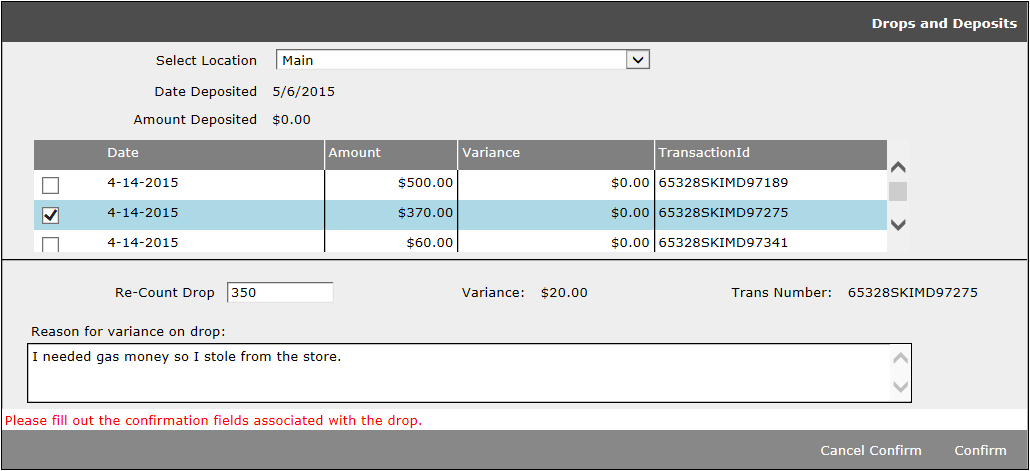 Drops and Deposits
Select Location Main
Date Deposited 5/6/2015
Amount Deposited $0.00
Date Amount Variance TransactionId
4-14-2015 $500.00 $0.00 65328SKIMD97189
4-14-2015 $370.00 $0.00 65328SKIMD97275
4-14-2015 $60.00 $0.00 65328SKIMD97341
Re-Count Drop 350 Variance: $20.00 Trans Number: 65328SKIMD97275
Reason for variance on drop:
I needed gas money so I stole from the store.
Please fill out the confirmation fields associated with the drop.
Cancel Confirm Confirm